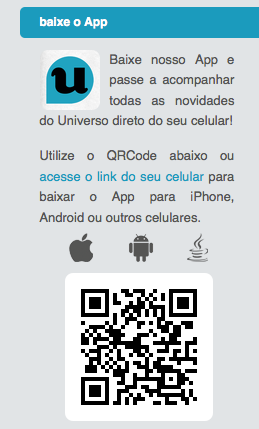 baixe o App
u
Baixe nosso App e
passe a acompanhar
todas as novidades
do Universo direto do seu celular!
Utilize o QRCode abaixo ou
acesse o link do seu celular para
baixar o App para iPhone,
Android ou outros celulares.